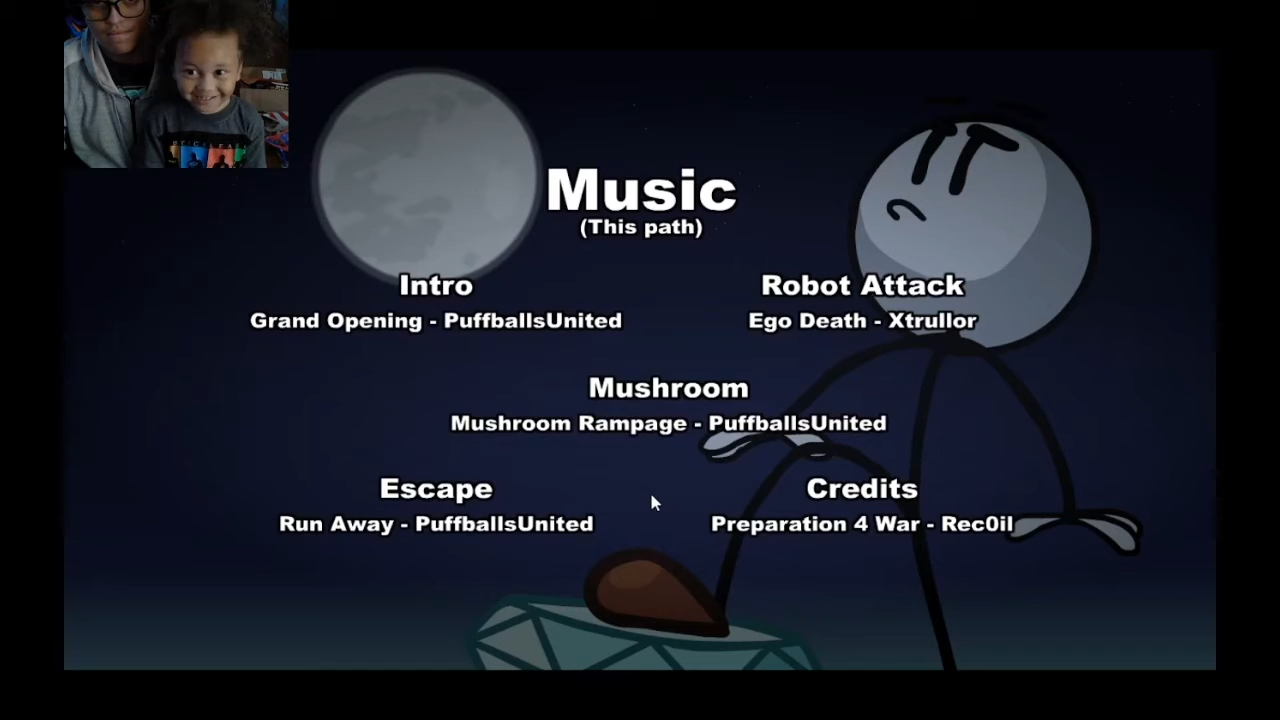 Music
(This path)
Intro
Grand Opening - PuffballsUnited
Robot Attack
Ego Death - Xtrullor
Mushroom
Mushroom Rampage - PuffballsUnited
Escape
Run Away - PuffballsUnited
Credits
Preparation 4 War - Rec0il